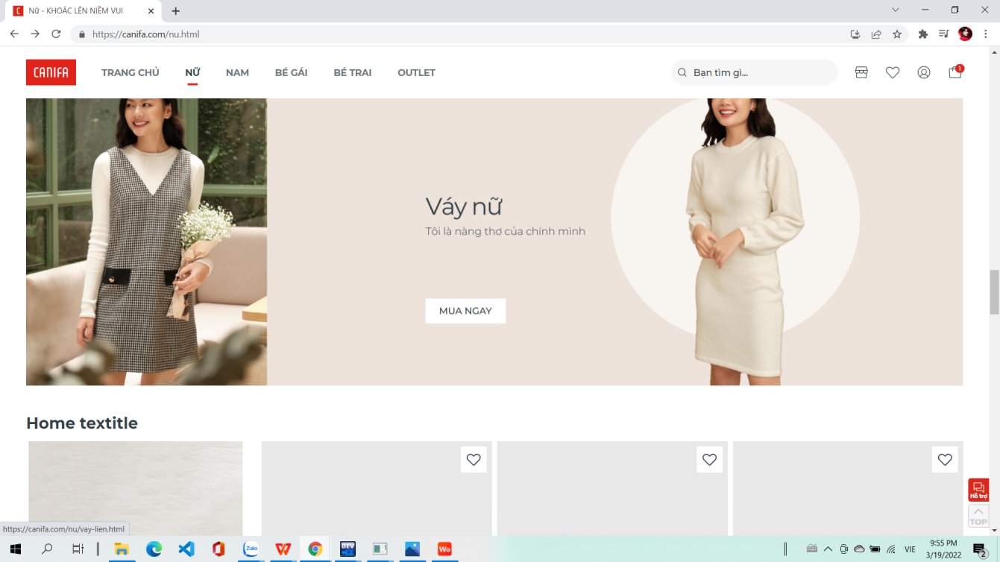 Nữ - KHOÁC LÊN NIỀM VUI
https://canifa.com/nu.html
CANIFA
TRANG CHỦ
NỮ
NAM
BÉ GÁI
BÉ TRAI
OUTLET
Bạn tìm gì...
1
Váy nữ
Tôi là nàng thơ của chính mình
MUA NGAY
Home textitle
Hỗ trợ
TOP
https://canifa.com/nu/vay-lien.html
Zalo
DEV
Wo
VIE
9:55 PM
3/19/2022
2